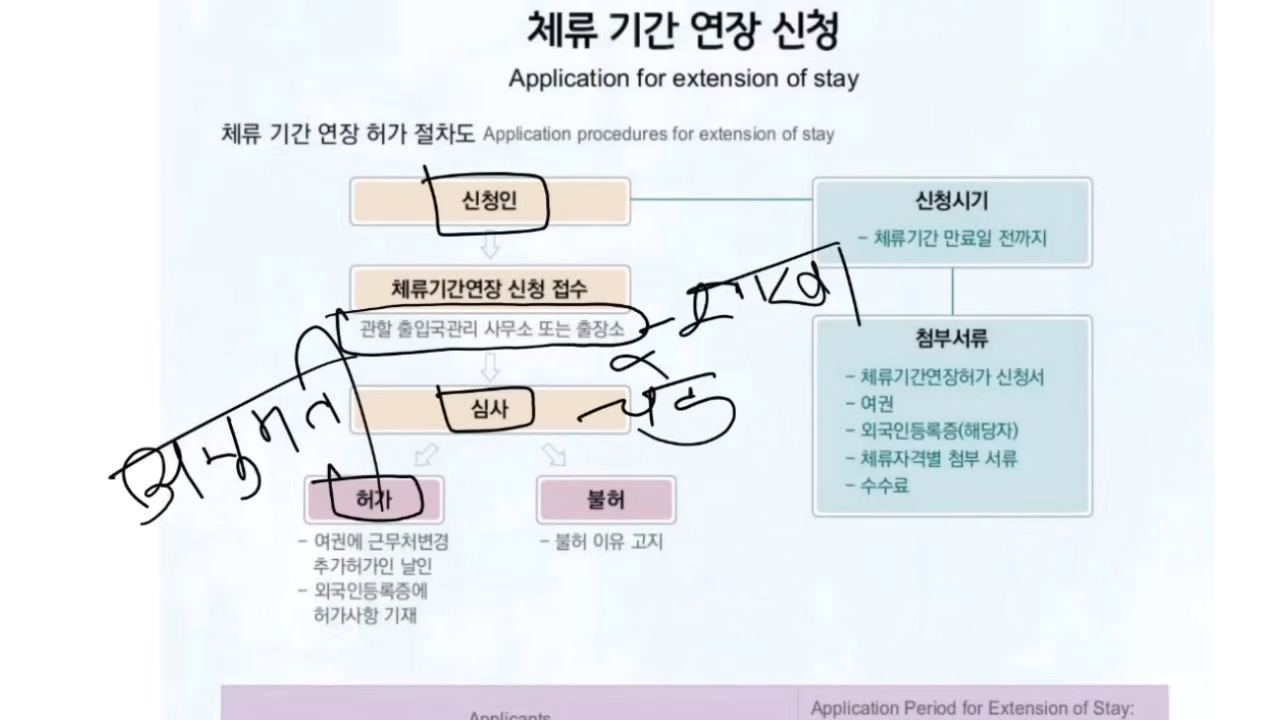 체류 기간 연장 신청
Application for extension of stay
체류 기간 연장 허가 절차도 Application procedures for extension of stay
신청인
신청시기
– 체류기간 만료일 전까지
체류기간연장 신청 접수
관할 출입국관리 사무소 또는 출장소
첨부서류
– 체류기간연장허가 신청서
– 여권
– 외국인등록증(해당자)
– 체류자격별 첨부 서류
– 수수료
심사
허가
불허
– 여권에 근무처변경
추가허가인 날인
– 외국인등록증에
허가사항 기재
– 불허 이유 고지
Applicants
Application Period for Extension of Stay: